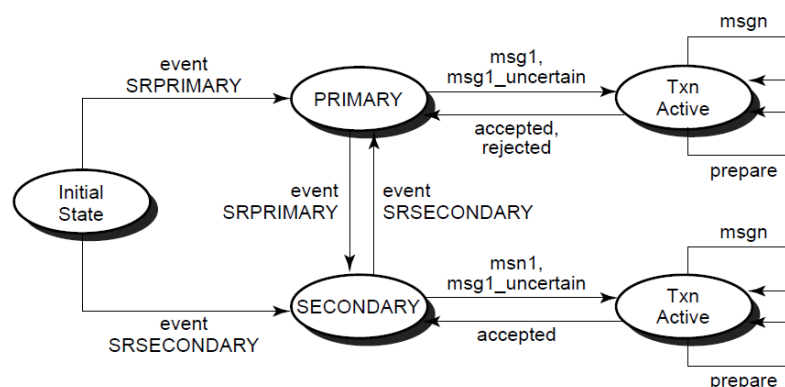 msgn
event
SRPRIMARY
msg1,
msg1_uncertain
PRIMARY
Txn
Active
accepted,
rejected
prepare
Initial
State
event
SRPRIMARY
event
SRSECONDARY
msgn
msn1,
msg1_uncertain
SECONDARY
Txn
Active
accepted
event
SRSECONDARY
prepare